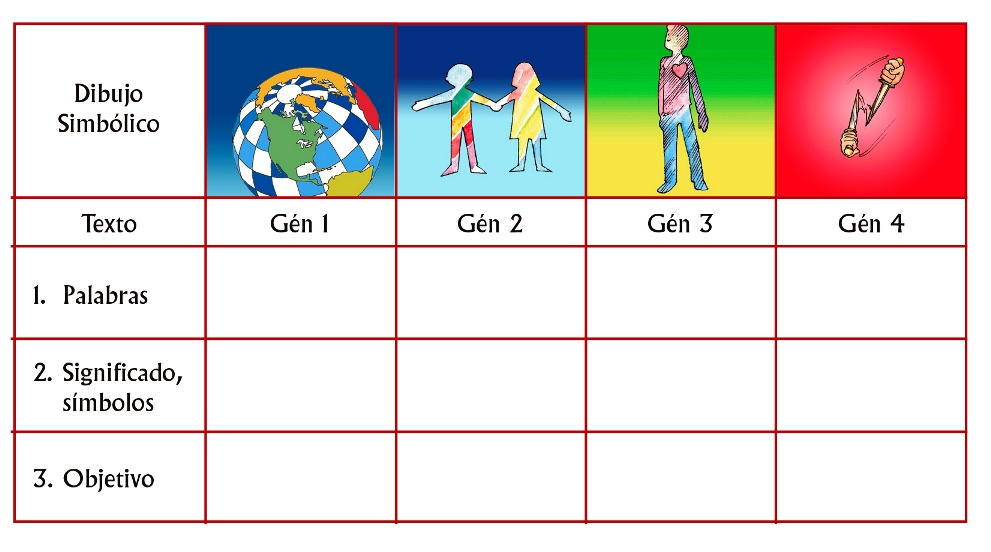 Dibujo
Simbólico
Texto
Gén 1
Gén 2
Gén 3
Gén 4
1. Palabras
2. Significado,
símbolos
3. Objetivo